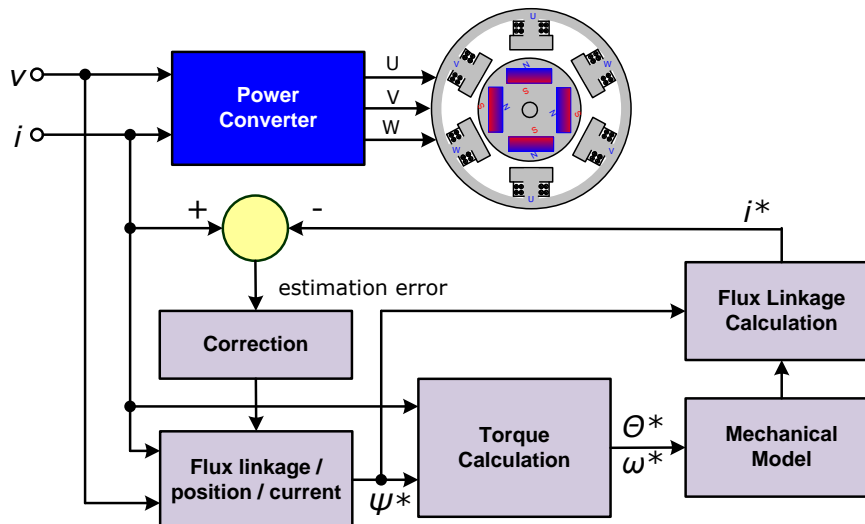 v
i
Power
Converter
U
V
W
U
V
W
N
S
S
N
N
S
S
N
W
V
U
+
-
i*
estimation error
Correction
Flux Linkage
Calculation
Flux linkage /
position / current
Ψ*
Torque
Calculation
Θ*
ω*
Mechanical
Model